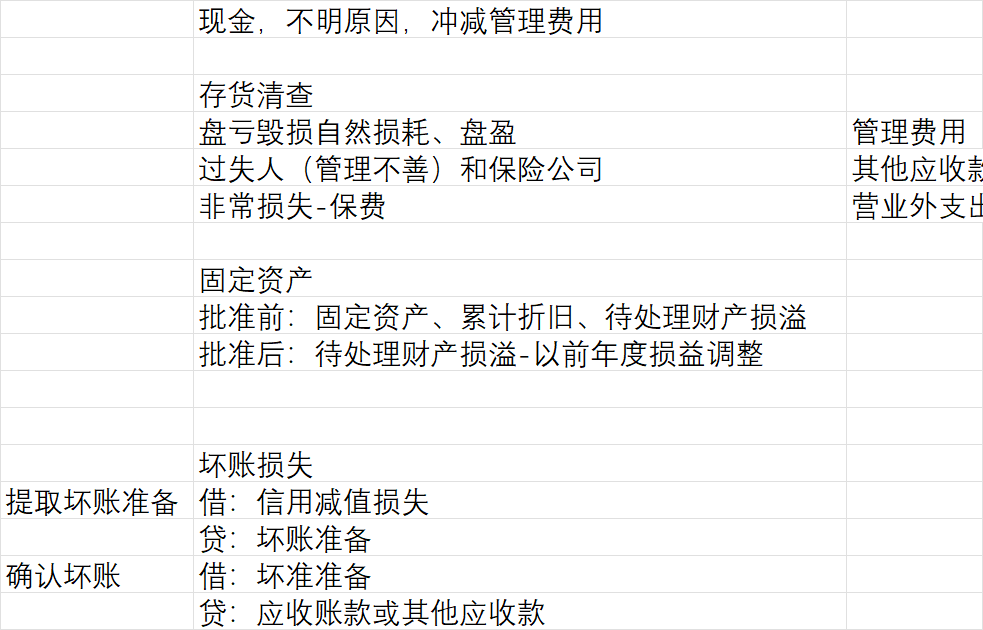 现金，不明原因，冲减管理费用
存货清查
盘亏毁损自然损耗、盘盈 管理费用
过失人（管理不善）和保险公司 其他应收款
非常损失-保费 营业外支出
固定资产
批准前：固定资产、累计折旧、待处理财产损溢
批准后：待处理财产损溢-以前年度损益调整
坏账损失
提取坏账准备 借：信用减值损失
贷：坏账准备
确认坏账 借：坏准准备
贷：应收账款或其他应收款